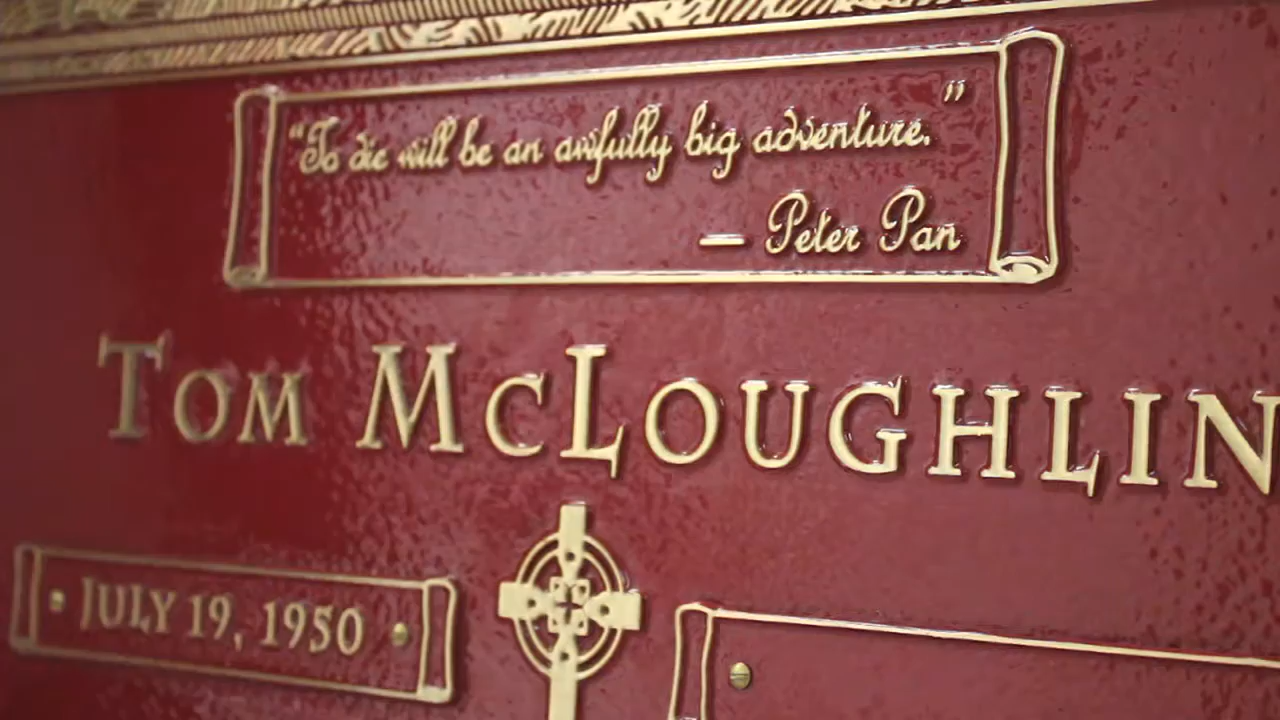 “To die will be an awfully big adventure.”
— Peter Pan
TOM MCLOUGHLIN
JULY 19, 1950